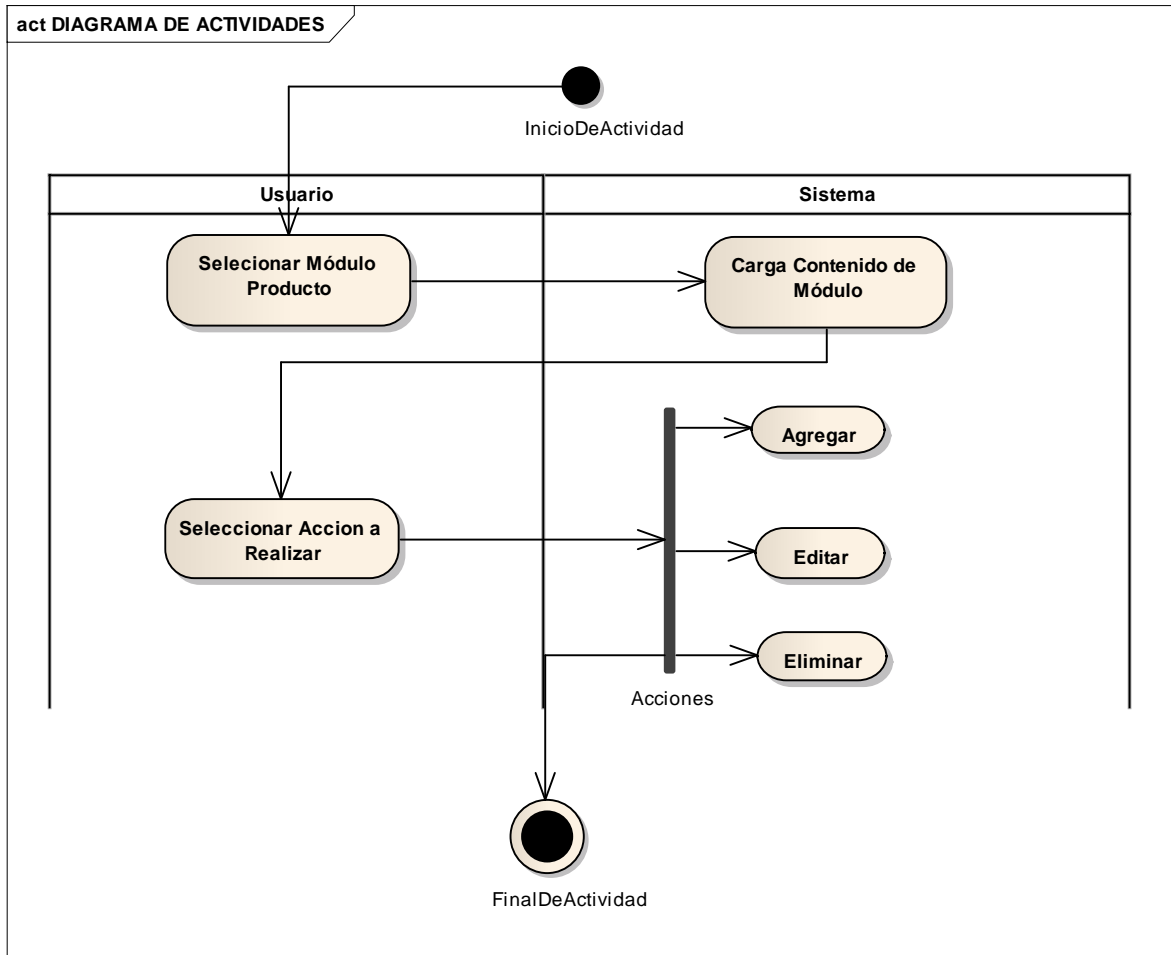 act DIAGRAMA DE ACTIVIDADES
InicioDeActividad
Usuario
Sistema
Selecionar Módulo
Producto
Carga Contenido de
Módulo
Agregar
Seleccionar Accion a
Realizar
Editar
Eliminar
Acciones
FinalDeActividad